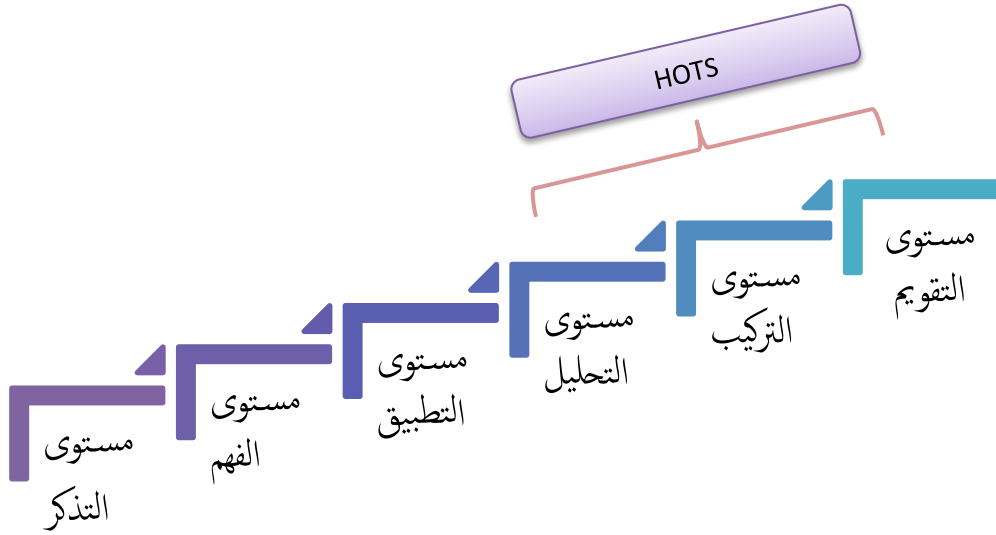 HOTS
مستوى
التقويم
مستوى
التركيب
مستوى
التحليل
مستوى
التطبيق
مستوى
الفهم
مستوى
التذكر